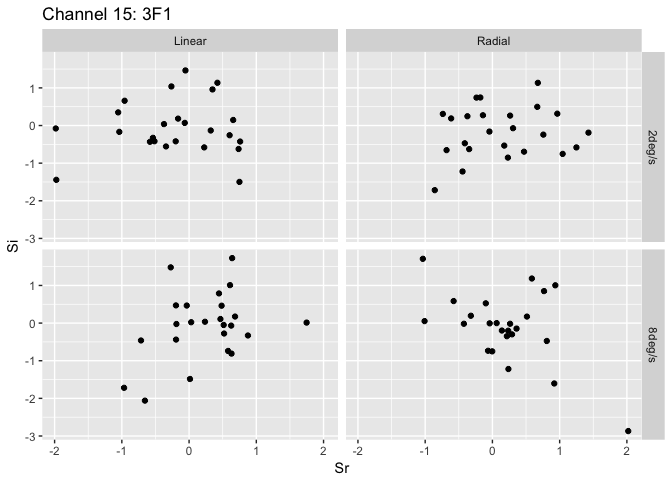 Channel 15: 3F1
Linear
Radial
1
0
-1
-2
-3
2deg/s
Si
1
0
-1
-2
-3
8deg/s
-2 -1 0 1 2
-2 -1 0 1 2
Sr